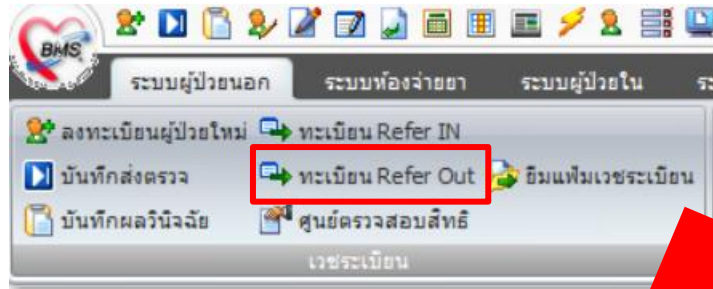 BMS
ระบบผู้ป่วยนอก ระบบห้องจ่ายยา ระบบผู้ป่วยใน
ลงทะเบียนผู้ป่วยใหม่ ทะเบียน Refer IN
บันทึกส่งตรวจ ทะเบียน Refer Out ยืมแฟ้มเวชระเบียน
บันทึกผลวินิจฉัย ศูนย์ตรวจสอบสิทธิ
เวชระเบียน